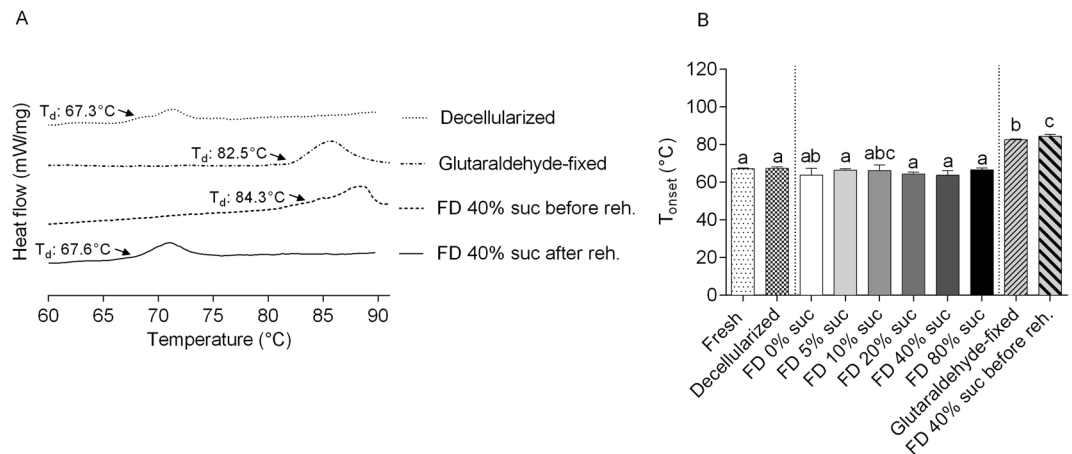 A
Heat flow (mW/mg)
Td: 67.3°C
Td: 82.5°C
Td: 84.3°C
Td: 67.6°C
Decellularized
Glutaraldehyde-fixed
FD 40% suc before reh.
FD 40% suc after reh.
60 65 70 75 80 85 90
Temperature (°C)
B
Tonset (°C)
120
100
80
60
40
20
0
a a ab a abc a a a b c
Fresh
Decellularized
FD 0% suc
FD 5% suc
FD 10% suc
FD 20% suc
FD 40% suc
FD 80% suc
Glutaraldehyde-fixed
FD 40% suc before reh.